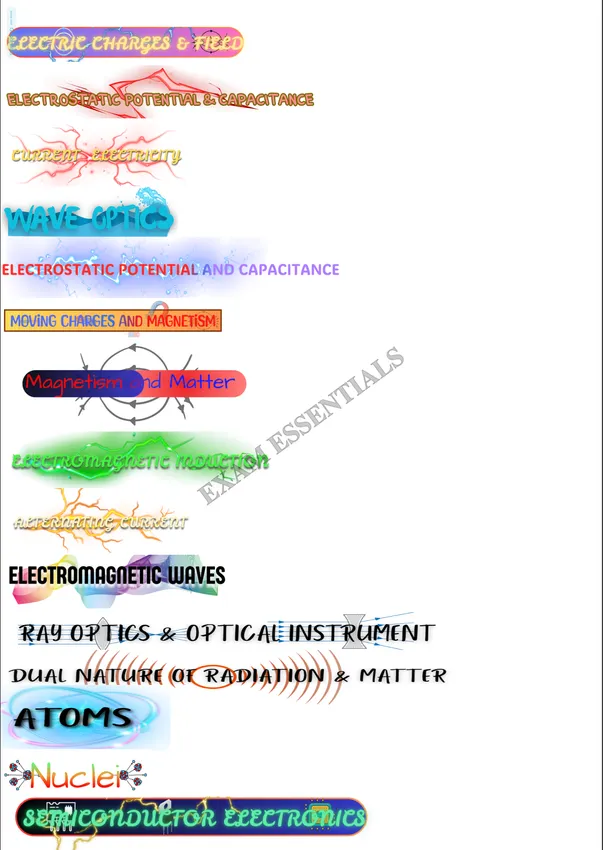 ELECTRIC CHARGES & FIELD
ELECTROSTATIC POTENTIAL & CAPACITANCE
CURRENT ELECTRICITY
WAVE OPTICS
ELECTROSTATIC POTENTIAL AND CAPACITANCE
MOVING CHARGES AND MAGNETISM
Magnetism and Matter
EXAM ESSENTIALS
ELECTROMAGNETIC INDUCTION
ALTERNATING CURRENT
ELECTROMAGNETIC WAVES
RAY OPTICS & OPTICAL INSTRUMENT
DUAL NATURE OF RADIATION & MATTER
ATOMS
Nuclei
SEMICONDUCTOR ELECTRONICS